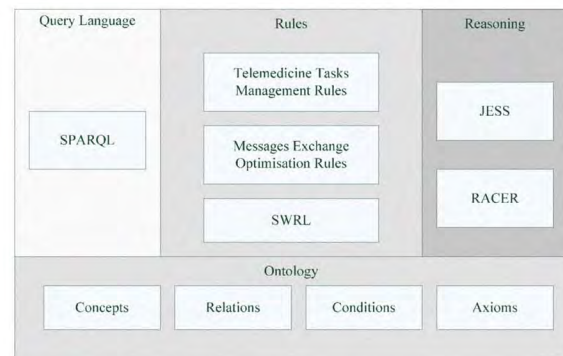 Query Language
SPARQL
Rules
Telemedicine Tasks
Management Rules
Messages Exchange
Optimisation Rules
SWRL
Reasoning
JESS
RACER
Ontology
Concepts
Relations
Conditions
Axioms